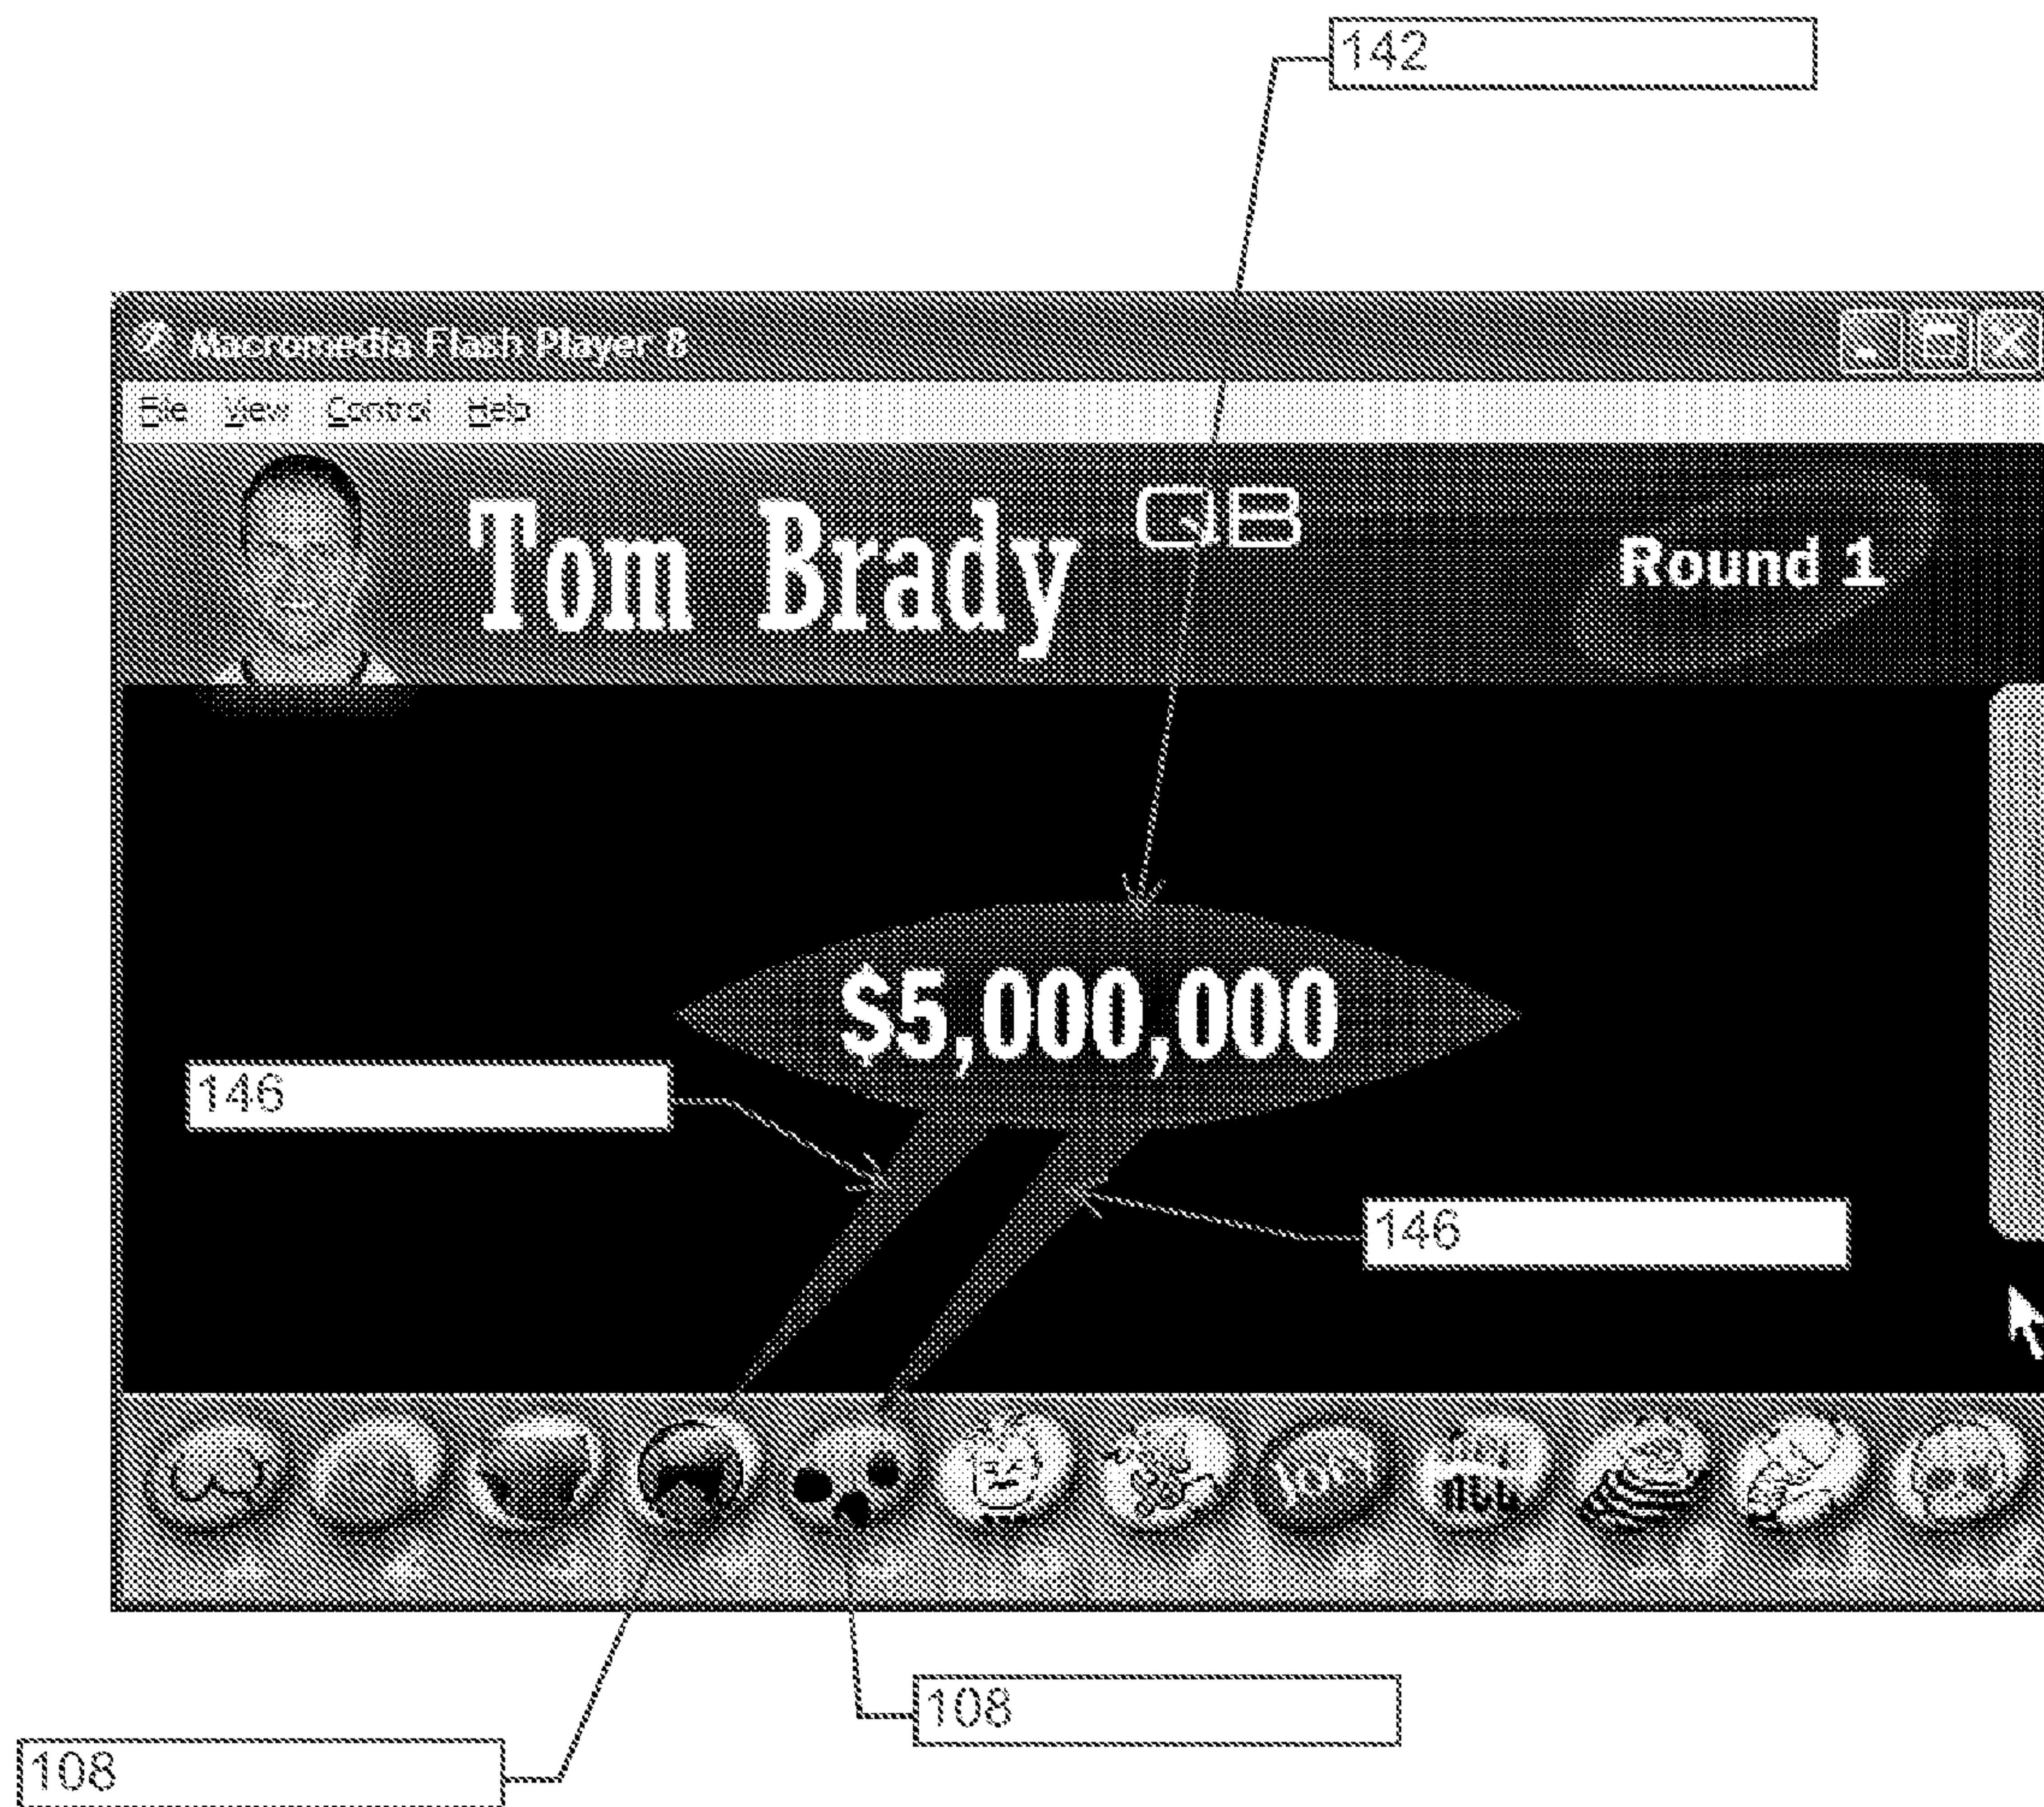 142
Macromedia Flash Player 8
File View Control Help
Tom Brady QB
Round 1
$5,000,000
146
146
108
108